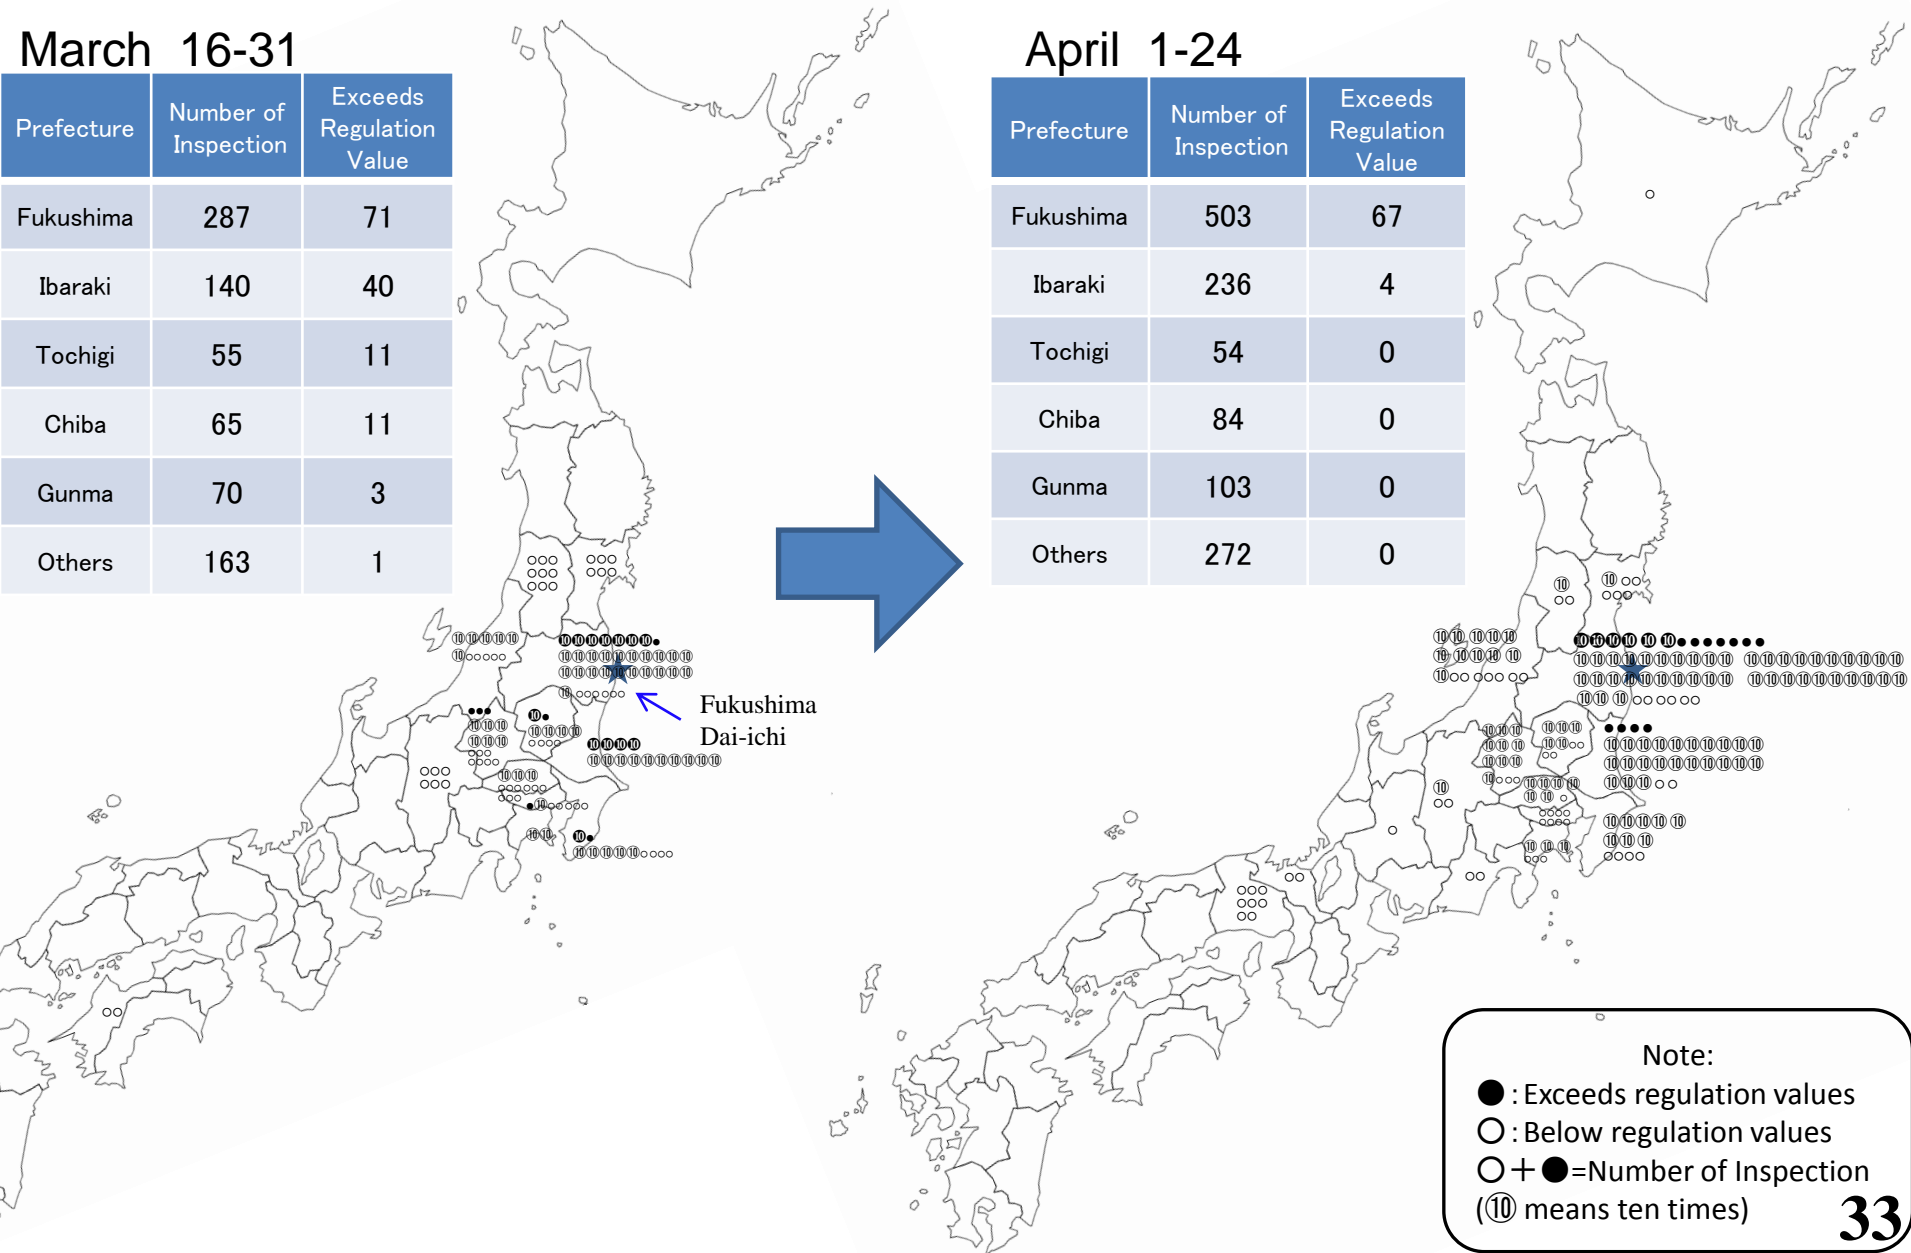 March 16-31
Prefecture Number of Inspection Exceeds Regulation Value
Fukushima 287 71
Ibaraki 140 40
Tochigi 55 11
Chiba 65 11
Gunma 70 3
Others 163 1
April 1-24
Prefecture Number of Inspection Exceeds Regulation Value
Fukushima 503 67
Ibaraki 236 4
Tochigi 54 0
Chiba 84 0
Gunma 103 0
Others 272 0
Fukushima
Dai-ichi
Note:
●:Exceeds regulation values
○:Below regulation values
○+●=Number of Inspection
(⑩ means ten times)
33